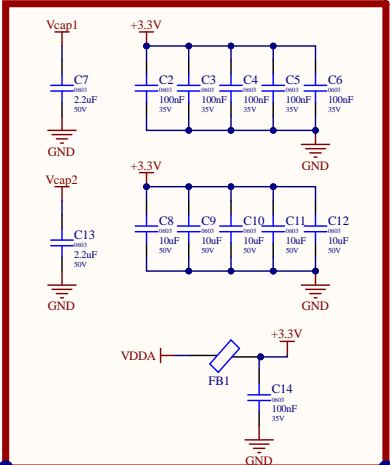 Vcap1
+3.3V
C7
0603
2.2uF
50V
C2
0603
100nF
35V
C3
0603
100nF
35V
C4
0603
100nF
35V
C5
0603
100nF
35V
C6
0603
100nF
35V
GND
GND
Vcap2
+3.3V
C13
0603
2.2uF
50V
C8
0603
10uF
50V
C9
0603
10uF
50V
C10
0603
10uF
50V
C11
0603
10uF
50V
C12
0603
10uF
50V
GND
GND
+3.3V
VDDA
FB1
C14
0603
100nF
35V
GND